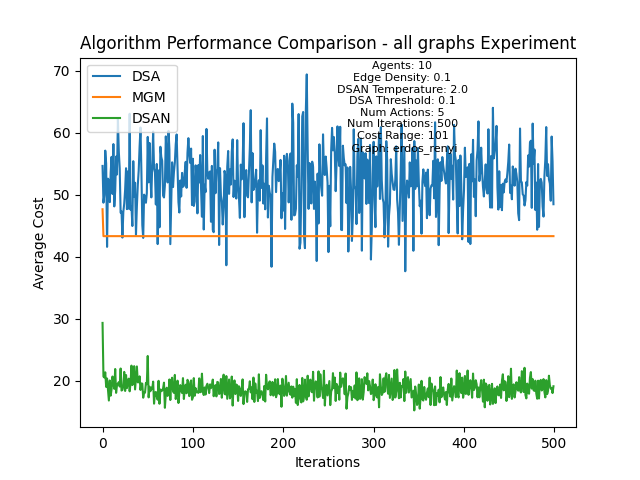 Algorithm Performance Comparison - all graphs Experiment
DSA
MGM
DSAN
Agents: 10
Edge Density: 0.1
DSAN Temperature: 2.0
DSA Threshold: 0.1
Num Actions: 5
Num Iterations: 500
Cost Range: 101
Graph: erdos_renyi
70
60
50
40
30
20
Average Cost
0
100
200
300
400
500
Iterations